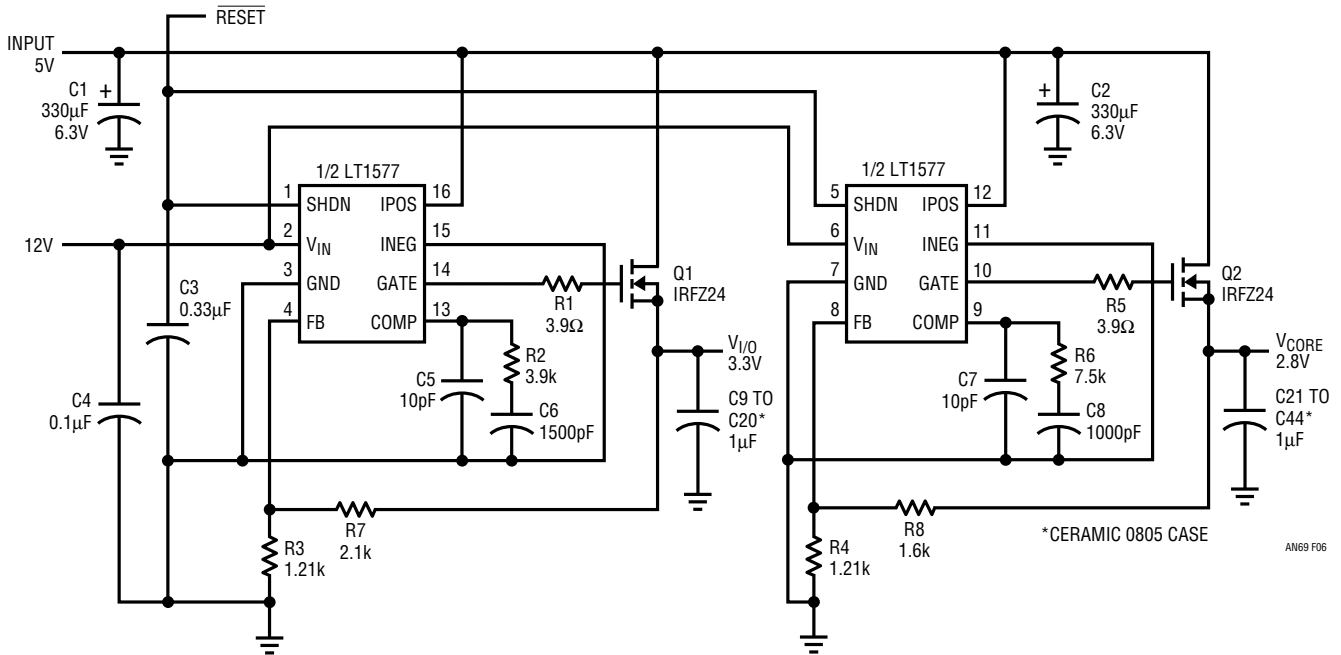 RESET
INPUT
5V
C1
330µF
6.3V
+
+
C2
330µF
6.3V
1/2 LT1577
1 SHDN IPOS 16
2 VIN INEG 15
3 GND GATE 14
4 FB COMP 13
1/2 LT1577
5 SHDN IPOS 12
6 VIN INEG 11
7 GND GATE 10
8 FB COMP 9
12V
C3
0.33µF
C4
0.1µF
R1
3.9Ω
Q1
IRFZ24
R2
3.9k
C5
10pF
C6
1500pF
VI/O
3.3V
C9 TO
C20*
1µF
R7
2.1k
R3
1.21k
R5
3.9Ω
Q2
IRFZ24
R6
7.5k
C7
10pF
C8
1000pF
VCORE
2.8V
C21 TO
C44*
1µF
R8
1.6k
R4
1.21k
*CERAMIC 0805 CASE
AN69 F06